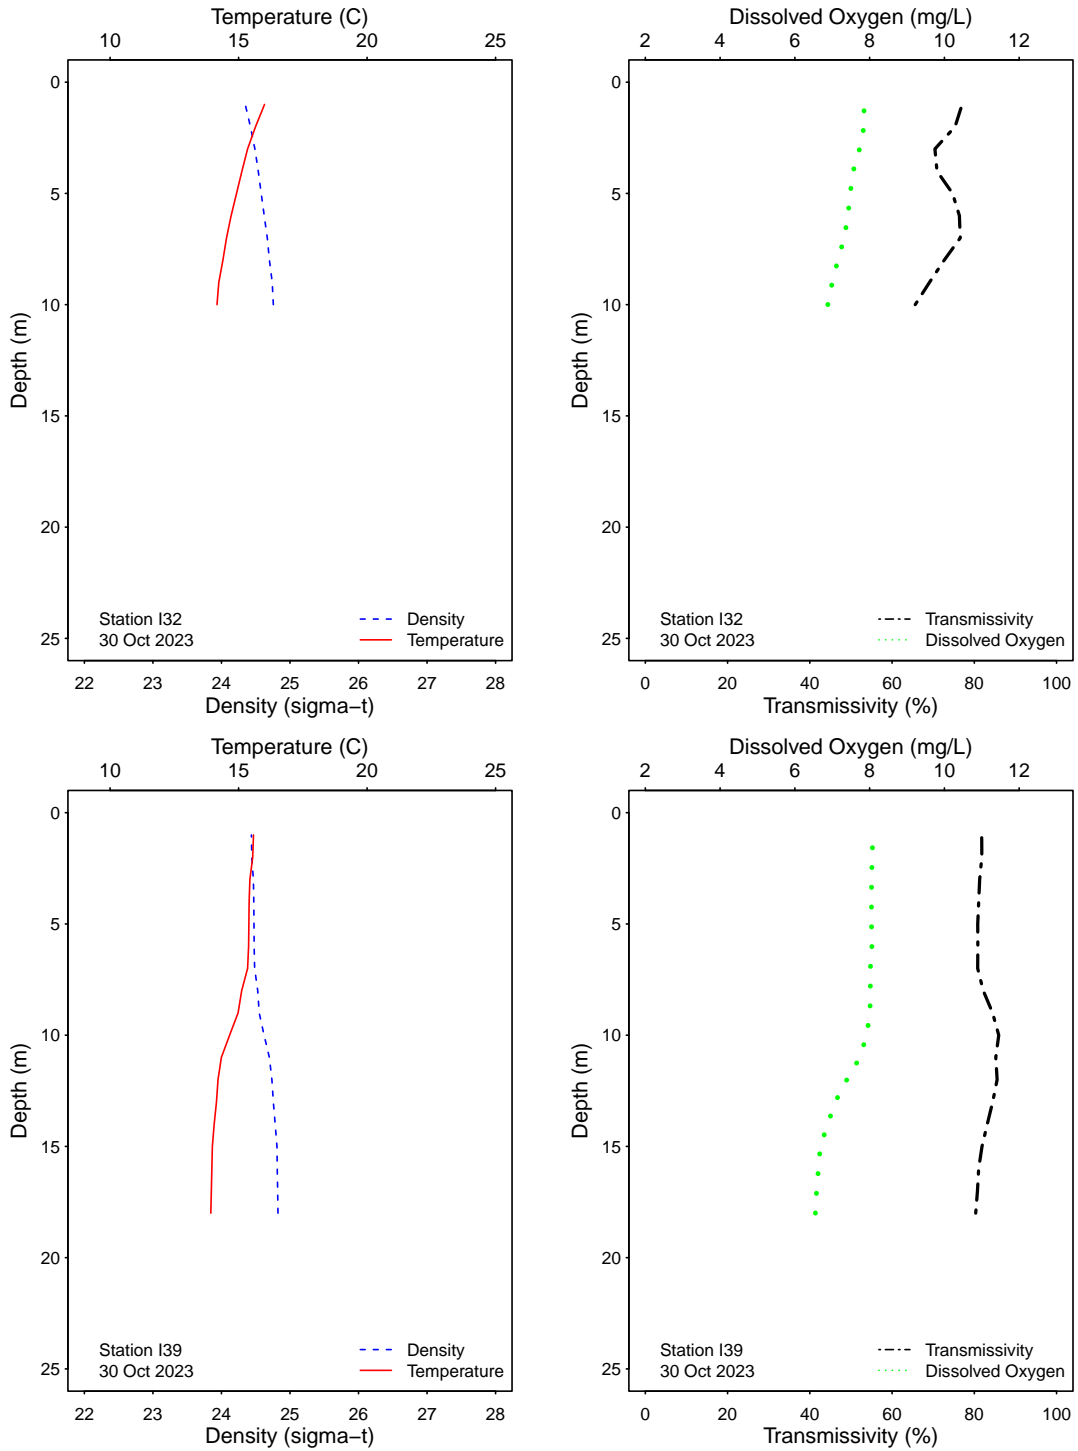 Temperature (C)
10 15 20 25
0
5
10
15
20
25
Depth (m)
Station I32
30 Oct 2023
Density
Temperature
22 23 24 25 26 27 28
Density (sigma−t)
Dissolved Oxygen (mg/L)
2 4 6 8 10 12
0
5
10
15
20
25
Depth (m)
Station I32
30 Oct 2023
Transmissivity
Dissolved Oxygen
0 20 40 60 80 100
Transmissivity (%)
Temperature (C)
10 15 20 25
0
5
10
15
20
25
Depth (m)
Station I39
30 Oct 2023
Density
Temperature
22 23 24 25 26 27 28
Density (sigma−t)
Dissolved Oxygen (mg/L)
2 4 6 8 10 12
0
5
10
15
20
25
Depth (m)
Station I39
30 Oct 2023
Transmissivity
Dissolved Oxygen
0 20 40 60 80 100
Transmissivity (%)